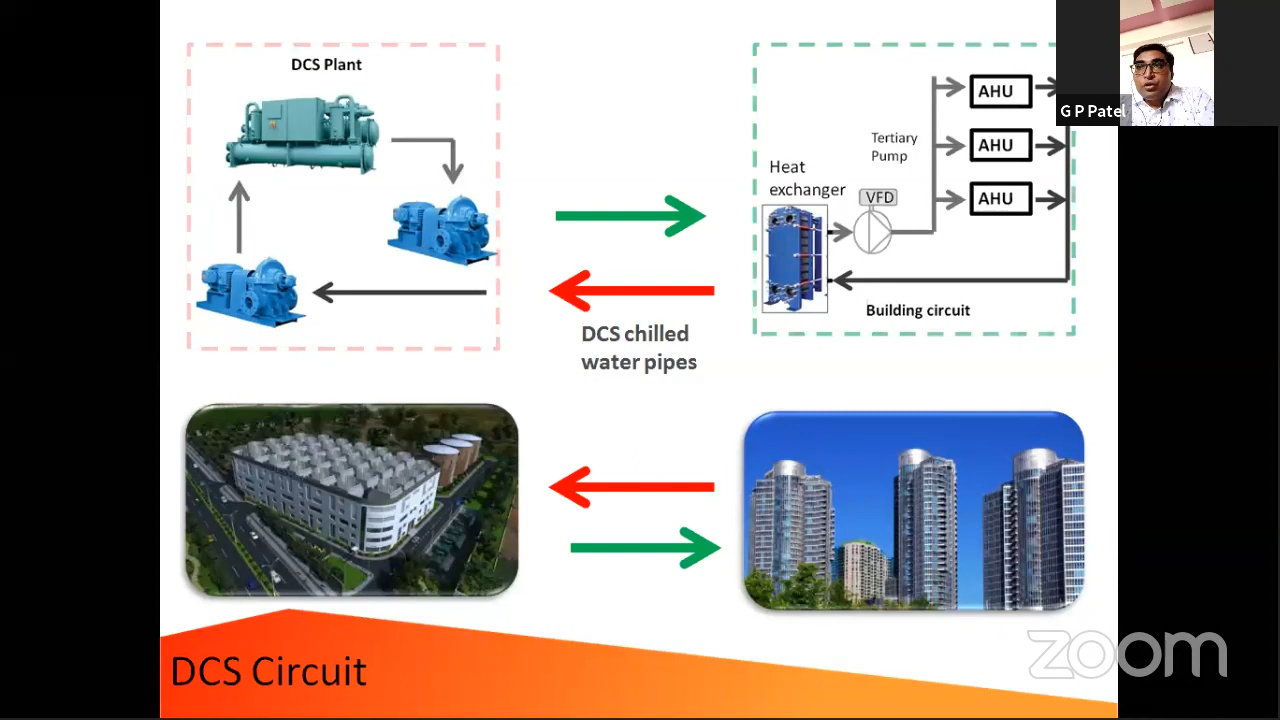 DCS Plant
G P Patel
AHU
Tertiary
Pump
AHU
Heat
exchanger
VFD
AHU
Building circuit
DCS chilled
water pipes
DCS Circuit
zoom